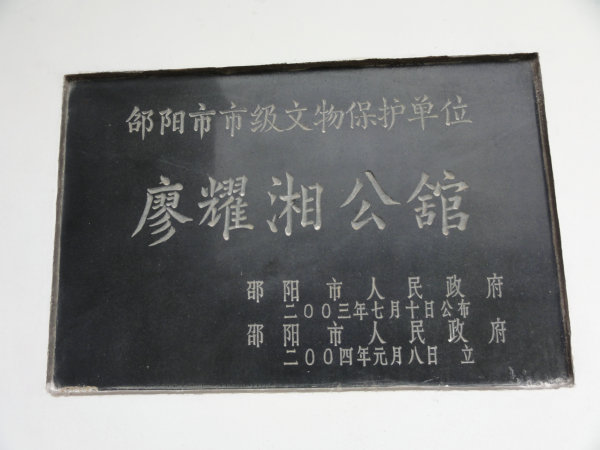 邵阳市市级文物保护单位
廖耀湘公舘
邵阳市人民政府
二〇〇三年七月十日公布
邵阳市人民政府
二〇〇四年元月八日 立